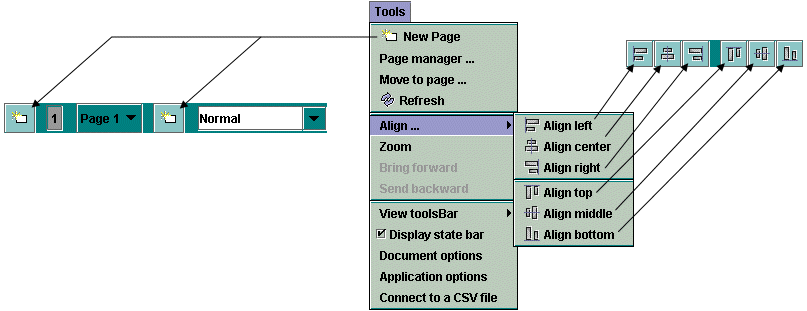 Tools
New Page
Page manager ...
Move to page ...
Refresh
1 Page 1 Normal
Align ...
Zoom
Bring forward
Send backward
View toolsBar
Display state bar
Document options
Application options
Connect to a CSV file
Align left
Align center
Align right
Align top
Align middle
Align bottom